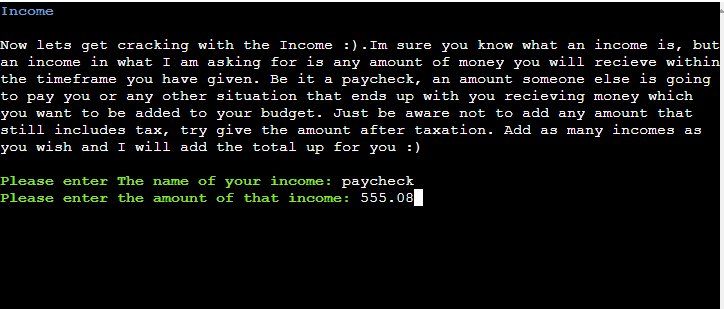 Income
Now lets get cracking with the Income :).Im sure you know what an income is, but
an income in what I am asking for is any amount of money you will recieve within
the timeframe you have given. Be it a paycheck, an amount someone else is going
to pay you or any other situation that ends up with you recieving money which
you want to be added to your budget. Just be aware not to add any amount that
still includes tax, try give the amount after taxation. Add as many incomes as
you wish and I will add the total up for you :)
Please enter The name of your income: paycheck
Please enter the amount of that income: 555.08